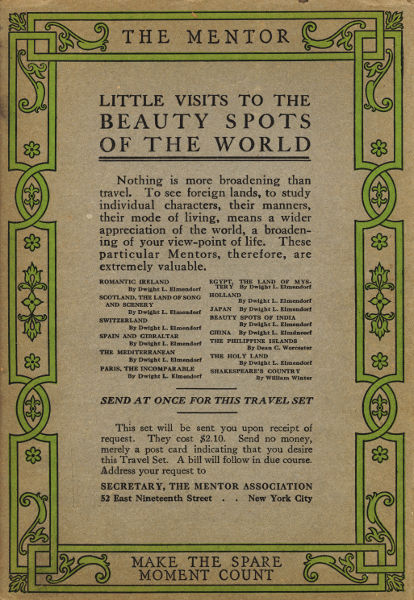 THE MENTOR
LITTLE VISITS TO THE
BEAUTY SPOTS
OF THE WORLD
Nothing is more broadening than
travel. To see foreign lands, to study
individual characters, their manners,
their mode of living, means a wider
appreciation of the world, a broaden-
ing of your view-point of life. These
particular Mentors, therefore, are
extremely valuable.
ROMANTIC IRELAND
By Dwight L. Elmendorf
SCOTLAND, THE LAND OF SONG
AND SCENERY
By Dwight L. Elmendorf
SWITZERLAND
By Dwight L. Elmendorf
SPAIN AND GIBRALTAR
By Dwight L. Elmendorf
THE MEDITERRANEAN
By Dwight L. Elmendorf
PARIS, THE INCOMPARABLE
By Dwight L. Elmendorf
EGYPT, THE LAND OF MYS-
TERY By Dwight L. Elmendorf
HOLLAND
By Dwight L. Elmendorf
JAPAN By Dwight L. Elmendorf
BEAUTY SPOTS OF INDIA
By Dwight L. Elmendorf
CHINA By Dwight L. Elmdneorf
THE PHILIPPINE ISLANDS
By Dean C. Worcester
THE HOLY LAND
By Dwight L. Elmendorf
SHAKESPEARE'S COUNTRY
By William Winter
SEND AT ONCE FOR THIS TRAVEL SET
This set will be sent you upon receipt of
request. They cost $2.10. Send no money,
merely a post card indicating that you desire
this Travel Set. A bill will follow in due course.
Address your request to
SECRETARY, THE MENTOR ASSOCIATION
52 East Nineteenth Street . . New York City
MAKE THE SPARE
MOMENT COUNT